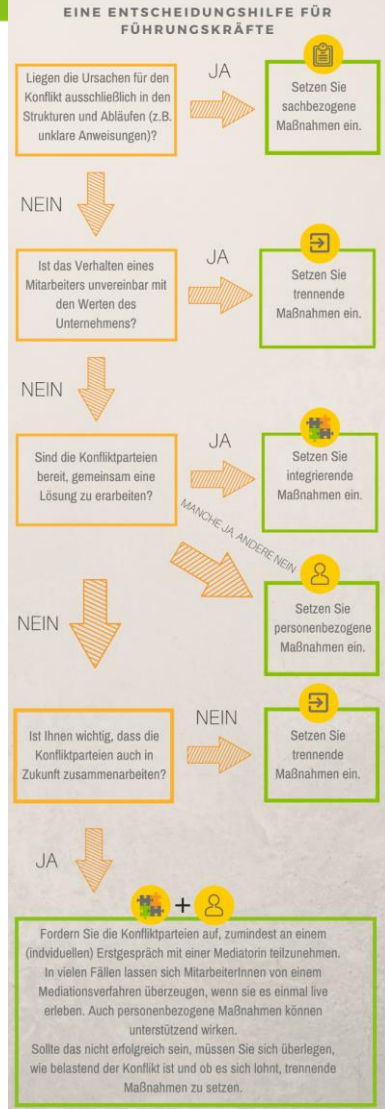 EINE ENTSCHEIDUNGSHILFE FÜR
FÜHRUNGSKRÄFTE
Liegen die Ursachen für den
Konflikt ausschließlich in den
Strukturen und Abläufen (z.B.
unklare Anweisungen)?
JA
Setzen Sie
sachbezogene
Maßnahmen ein.
NEIN
Ist das Verhalten eines
Mitarbeiters unvereinbar mit
den Werten des
Unternehmens?
JA
Setzen Sie
trennende
Maßnahmen ein.
NEIN
Sind die Konfliktparteien
bereit, gemeinsam eine
Lösung zu erarbeiten?
JA
Setzen Sie
integrierende
Maßnahmen ein.
MANCHE JA, ANDERE NEIN
Setzen Sie
personenbezogene
Maßnahmen ein.
NEIN
Ist Ihnen wichtig, dass die
Konfliktparteien auch in
Zukunft zusammenarbeiten?
NEIN
Setzen Sie
trennende
Maßnahmen ein.
JA
+
Fordern Sie die Konfliktparteien auf, zumindest an einem
(indviduellen) Erstgespräch mit einer Mediatorin teilzunehmen.
In vielen Fällen lassen sich MitarbeiterInnen von einem
Mediationsverfahren überzeugen, wenn sie es einmal live
erleben. Auch personenbezogene Maßnahmen können
unterstützend wirken.
Sollte das nicht erfolgreich sein, müssen Sie sich überlegen,
wie belastend der Konflikt ist und ob es sich lohnt, trennende
Maßnahmen zu setzen.